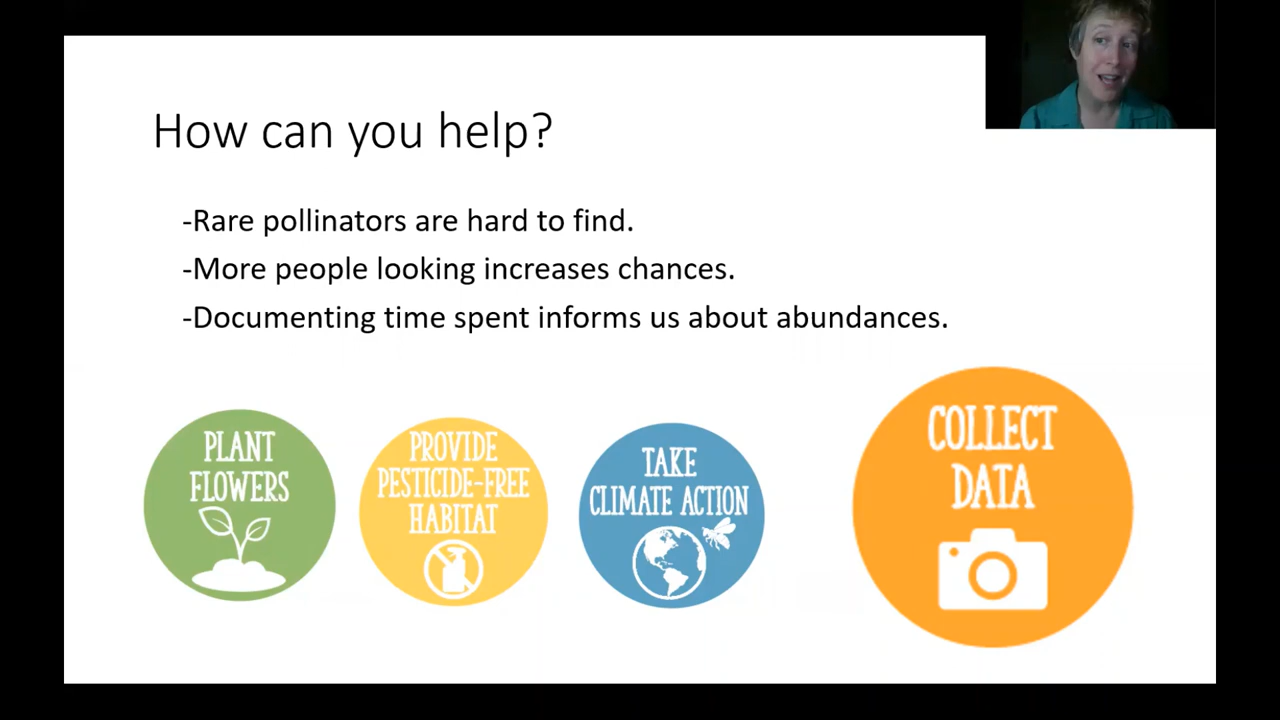 How can you help?
-Rare pollinators are hard to find.
-More people looking increases chances.
-Documenting time spent informs us about abundances.
PLANT
FLOWERS
PROVIDE
PESTICIDE-FREE
HABITAT
TAKE
CLIMATE ACTION
COLLECT
DATA